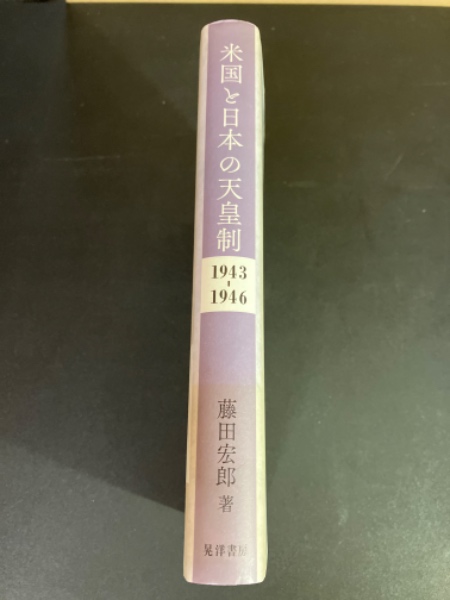 米国と日本の天皇制
1943
-
1946
藤田宏郎 著
晃洋書房